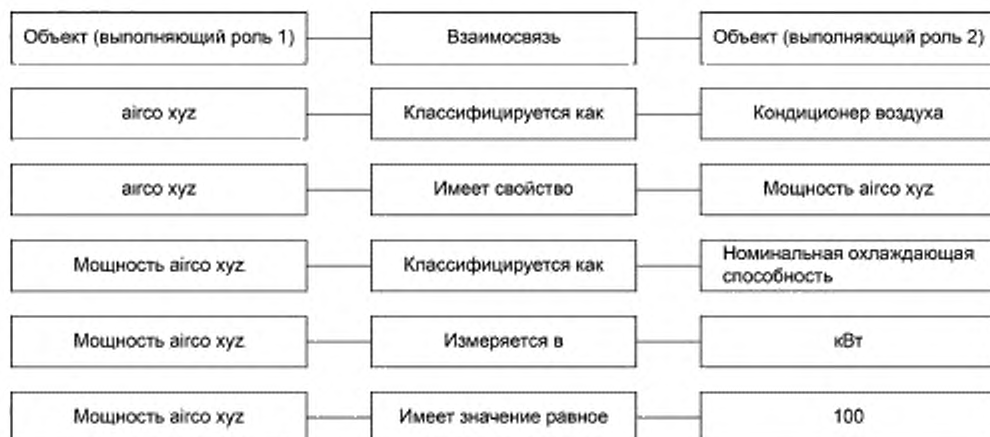 Объект (выполняющий роль 1) Взаимосвязь Объект (выполняющий роль 2)
airco xyz Классифицируется как Кондиционер воздуха
airco xyz Имеет свойство Мощность airco xyz
Мощность airco xyz Классифицируется как Номинальная охлаждающая
способность
Мощность airco xyz Измеряется в кВт
Мощность airco xyz Имеет значение равное 100